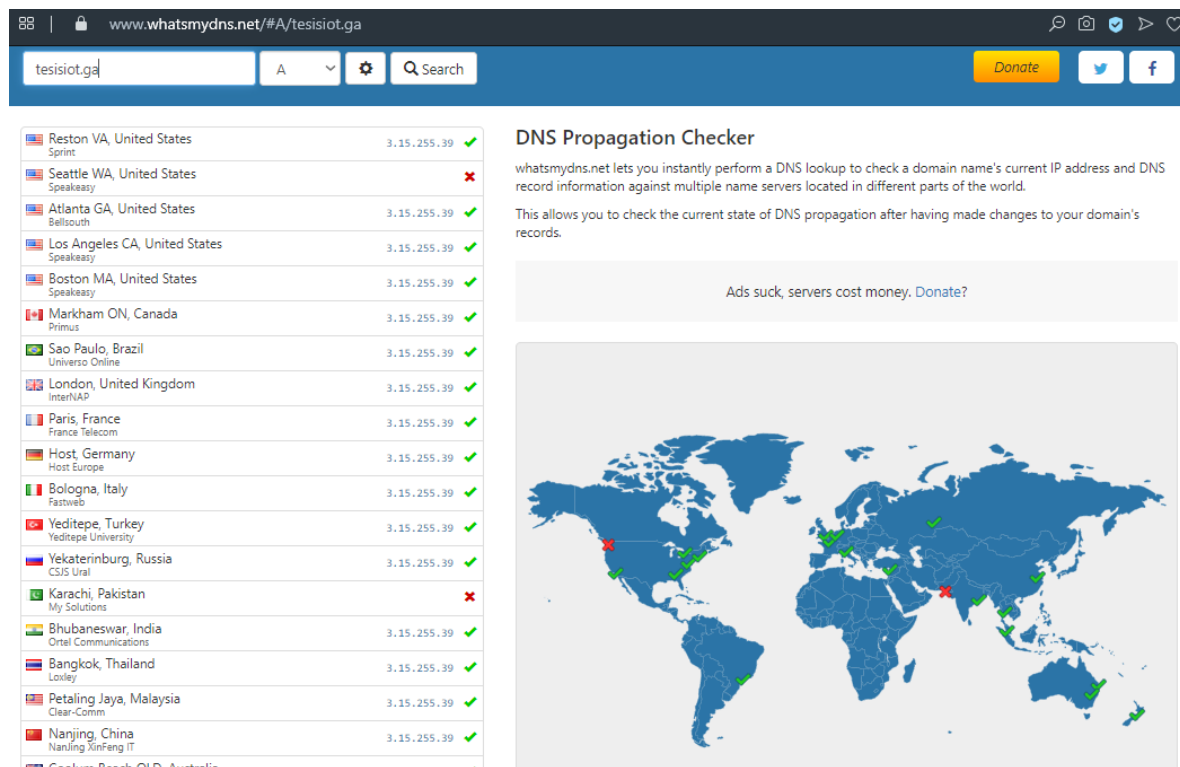 www.whatsmydns.net/#A/tesisiot.ga
tesisiot.ga
A
Search
Donate
Reston VA, United States
Sprint
3.15.255.39
Seattle WA, United States
Speakeasy
Atlanta GA, United States
Bellsouth
3.15.255.39
Los Angeles CA, United States
Speakeasy
3.15.255.39
Boston MA, United States
Speakeasy
3.15.255.39
Markham ON, Canada
Primus
3.15.255.39
Sao Paulo, Brazil
Universo Online
3.15.255.39
London, United Kingdom
InterNAP
3.15.255.39
Paris, France
France Telecom
3.15.255.39
Host, Germany
Host Europe
3.15.255.39
Bologna, Italy
Fastweb
3.15.255.39
Yeditepe, Turkey
Yeditepe University
3.15.255.39
Yekaterinburg, Russia
CSJS Ural
3.15.255.39
Karachi, Pakistan
My Solutions
Bhubaneswar, India
Ortel Communications
3.15.255.39
Bangkok, Thailand
Loxley
3.15.255.39
Petaling Jaya, Malaysia
Clear-Comm
3.15.255.39
Nanjing, China
NanJing XinFeng IT
3.15.255.39
DNS Propagation Checker
whatsmydns.net lets you instantly perform a DNS lookup to check a domain name's current IP address and DNS
record information against multiple name servers located in different parts of the world.
This allows you to check the current state of DNS propagation after having made changes to your domain's
records.
Ads suck, servers cost money. Donate?